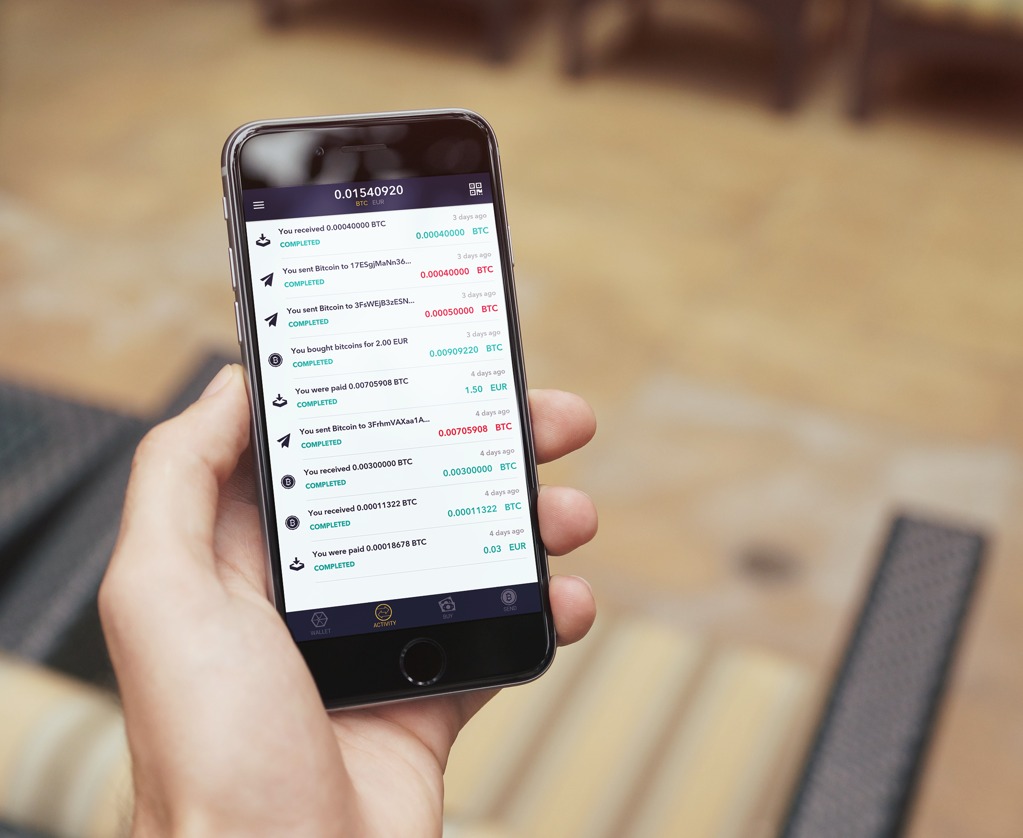 0.01540920
BTC EUR
3 days ago
You received 0.00040000 BTC
COMPLETED 0.00040000 BTC
3 days ago
You sent Bitcoin to 17ESgjMaNn36...
COMPLETED 0.00040000 BTC
3 days ago
You sent Bitcoin to 3FsWEjB3zESN...
COMPLETED 0.00050000 BTC
3 days ago
You bought bitcoins for 2.00 EUR
COMPLETED 0.00909220 BTC
4 days ago
You were paid 0.00705908 BTC
COMPLETED 1.50 EUR
4 days ago
You sent Bitcoin to 3FrhmVAXaa1A...
COMPLETED 0.00705908 BTC
4 days ago
You received 0.00300000 BTC
COMPLETED 0.00300000 BTC
4 days ago
You received 0.00011322 BTC
COMPLETED 0.00011322 BTC
4 days ago
You were paid 0.00018678 BTC
COMPLETED 0.03 EUR
WALLET ACTIVITY BUY SEND